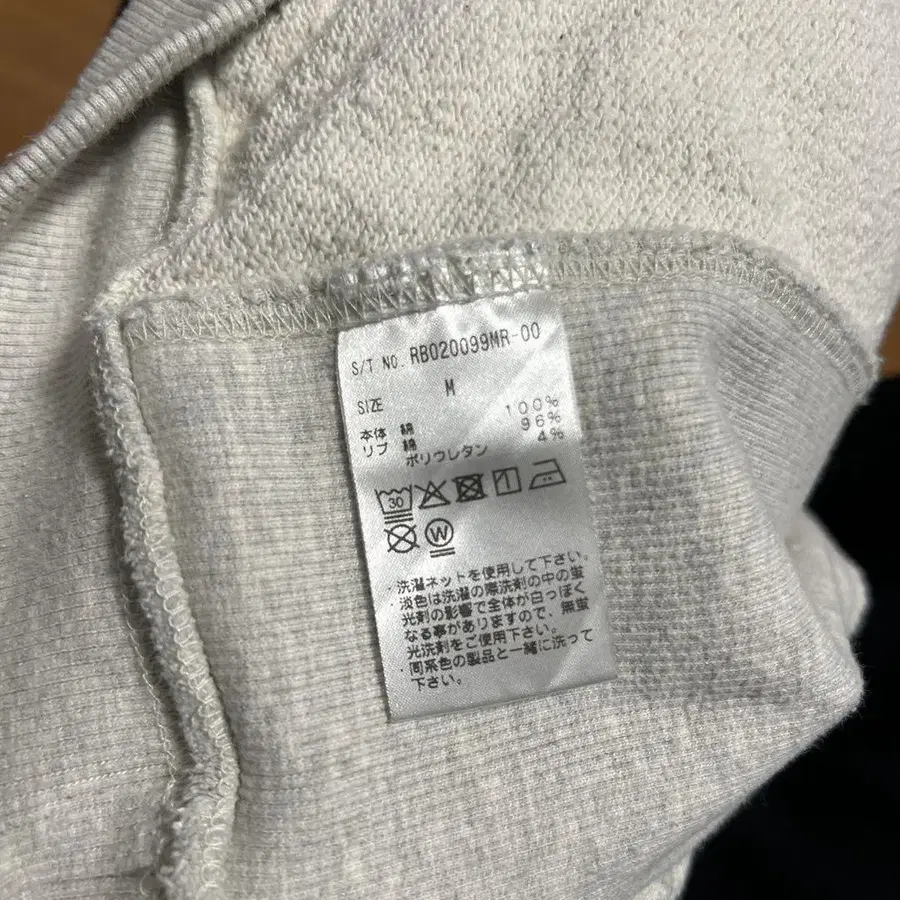 S/T NO. RB020099MR-00
SIZE M
本体 綿 100%
リブ 綿 96%
ポリウレタン 4%
30
W
・洗濯ネットを使用して下さい。
・淡色は洗濯の際洗剤の中の蛍
光剤の影響で全体が白っぽく
なる事がありますので、無蛍
光洗剤をご使用下さい。
・同系色の製品と一緒に洗って
下さい。